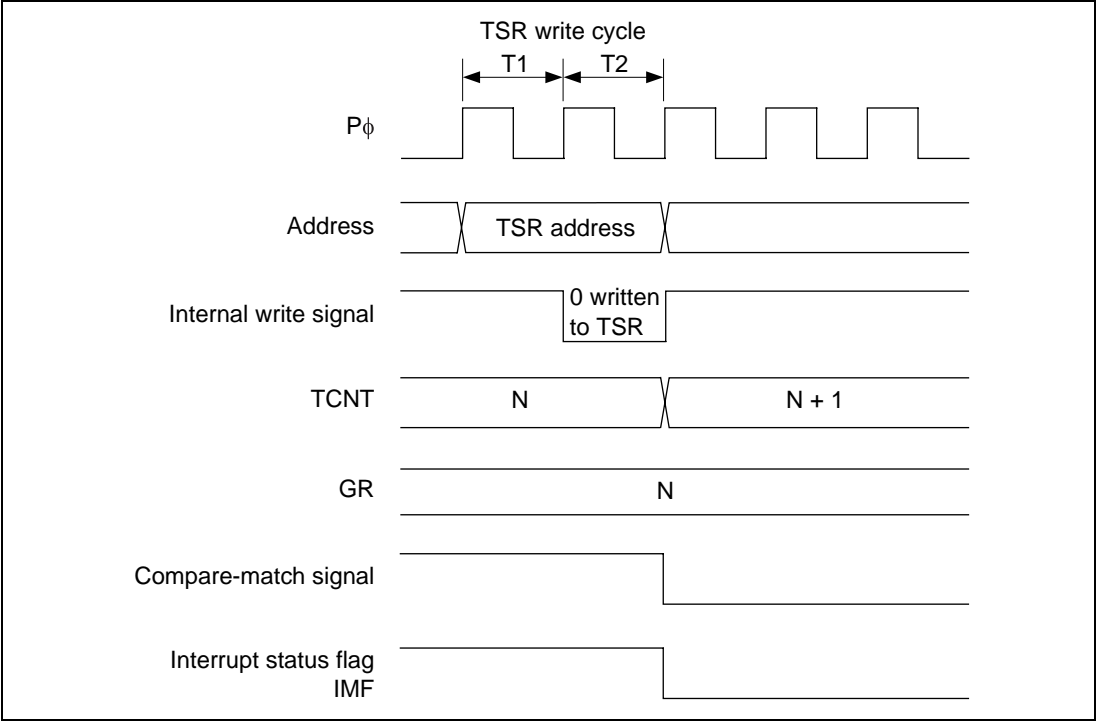 TSR write cycle
T1 T2
Pϕ
Address TSR address
Internal write signal 0 written
to TSR
TCNT N N + 1
GR N
Compare-match signal
Interrupt status flag
IMF